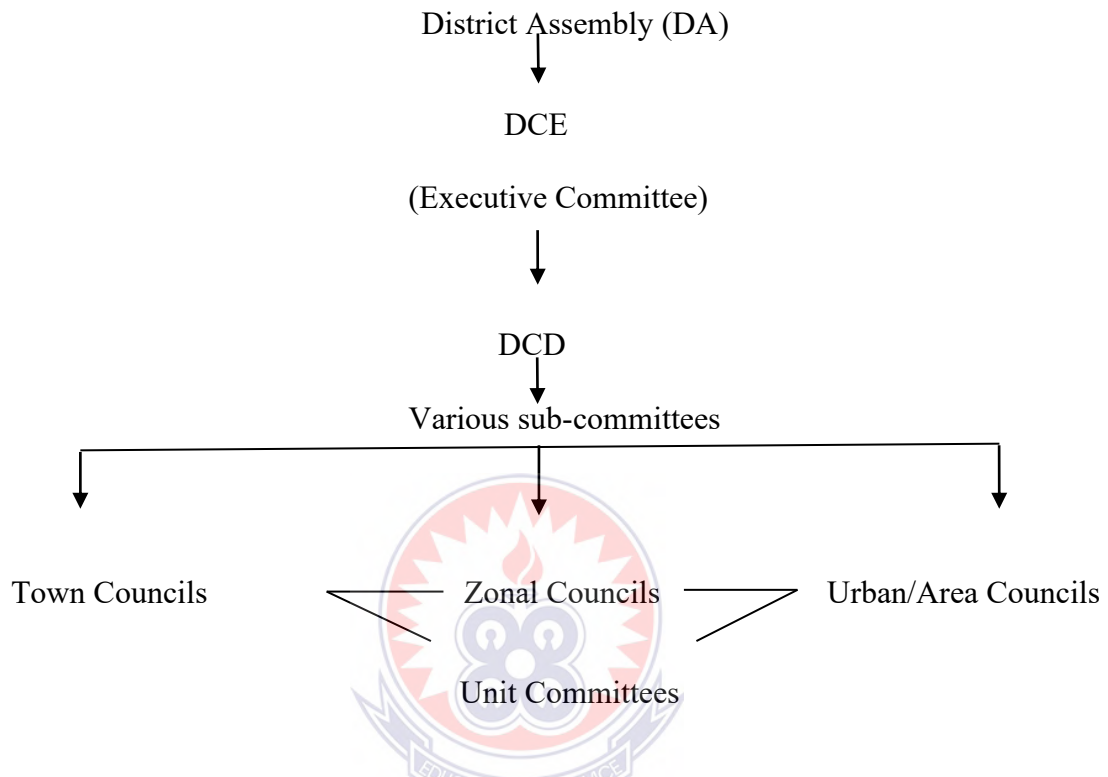 District Assembly (DA)
DCE
(Executive Committee)
DCD
Various sub-committees
Town Councils Zonal Councils Urban/Area Councils
Unit Committees